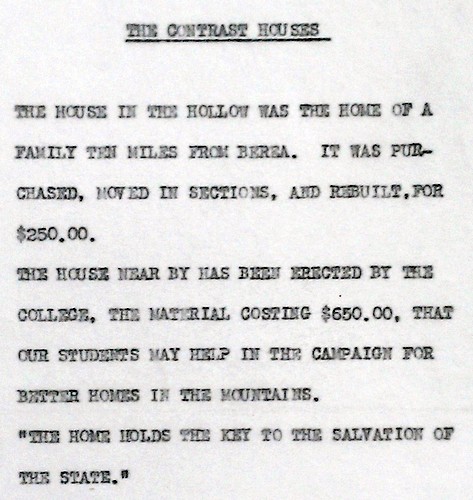 THE CONTRAST HOUSES
THE HOUSE IN THE HOLLOW WAS THE HOME OF A
FAMILY TEN MILES FROM BEREA. IT WAS PUR-
CHASED, MOVED IN SECTIONS, AND REBUILT,FOR
$250.00.
THE HOUSE NEAR BY HAS BEEN ERECTED BY THE
COLLEGE, THE MATERIAL COSTING $650.00, THAT
OUR STUDENTS MAY HELP IN THE CAMPAIGN FOR
BETTER HOMES IN THE MOUNTAINS.
"THE HOME HOLDS THE KEY TO THE SALVATION OF
THE STATE."